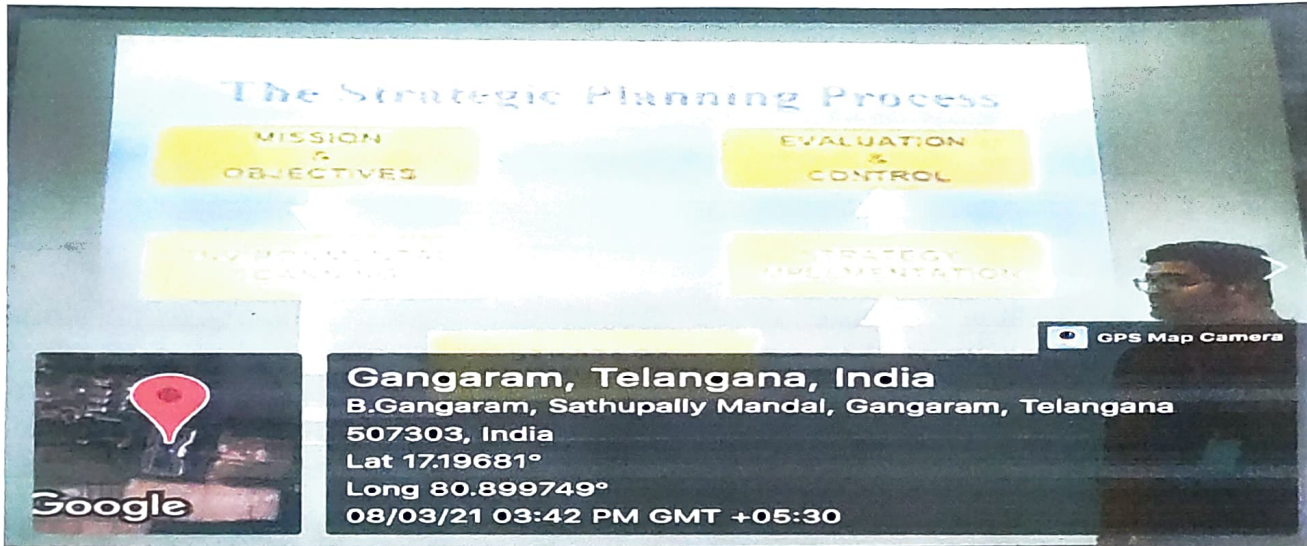 The Strategic Planning Process
MISSION
&
OBJECTIVES
EVALUATION
&
CONTROL
SCANNING
STRATEGY
GPS Map Camera
Gangaram, Telangana, India
B.Gangaram, Sathupally Mandal, Gangaram, Telangana
507303, India
Lat 17.19681°
Long 80.899749°
08/03/21 03:42 PM GMT +05:30
Google